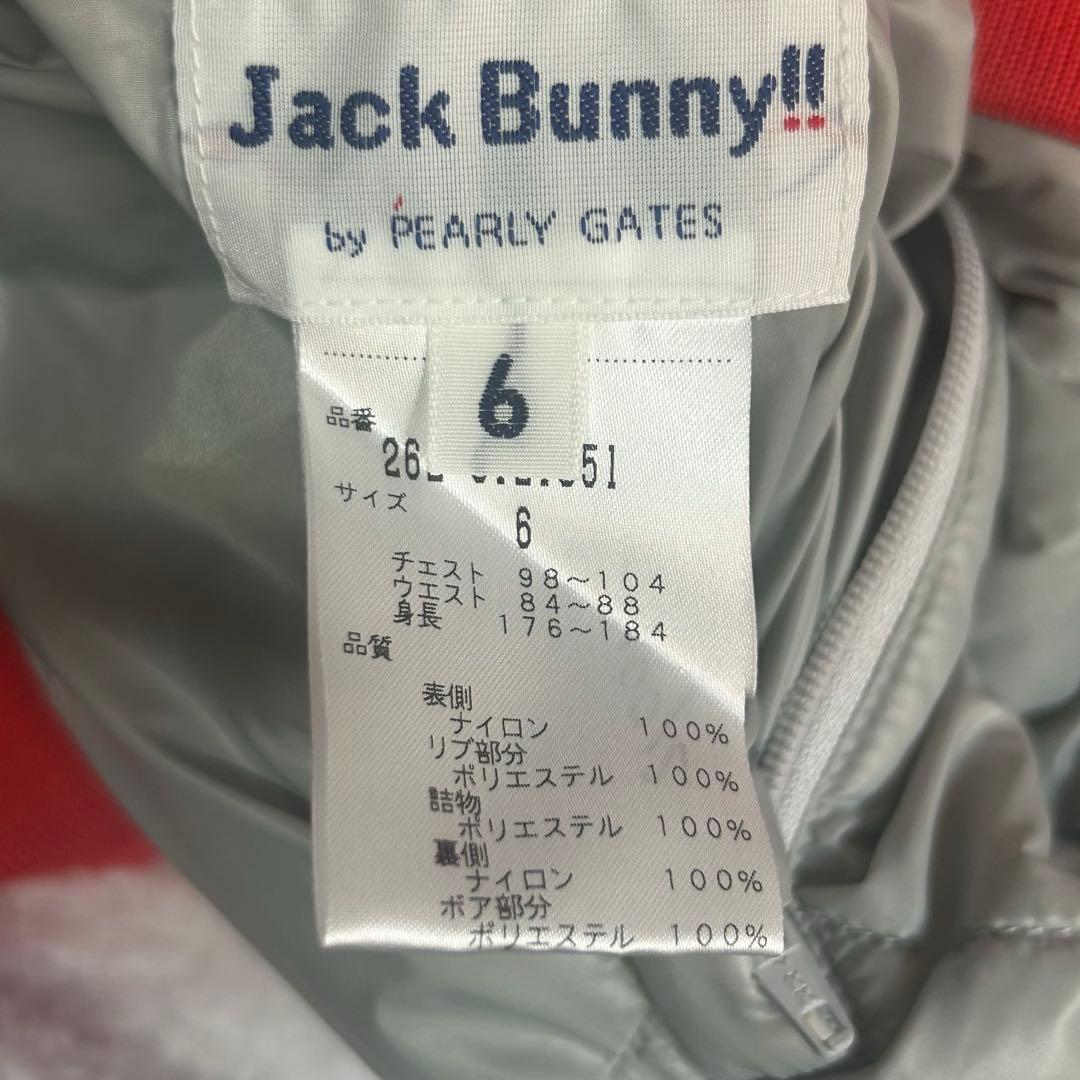 Jack Bunny!!
by PEARLY GATES
6
品番
サイズ
6
チェスト 98~104
ウエスト 84~88
身長 176~184
品質
表側
ナイロン 100%
リブ部分
ポリエステル 100%
詰物
ポリエステル 100%
裏側
ナイロン 100%
ボア部分
ポリエステル 100%